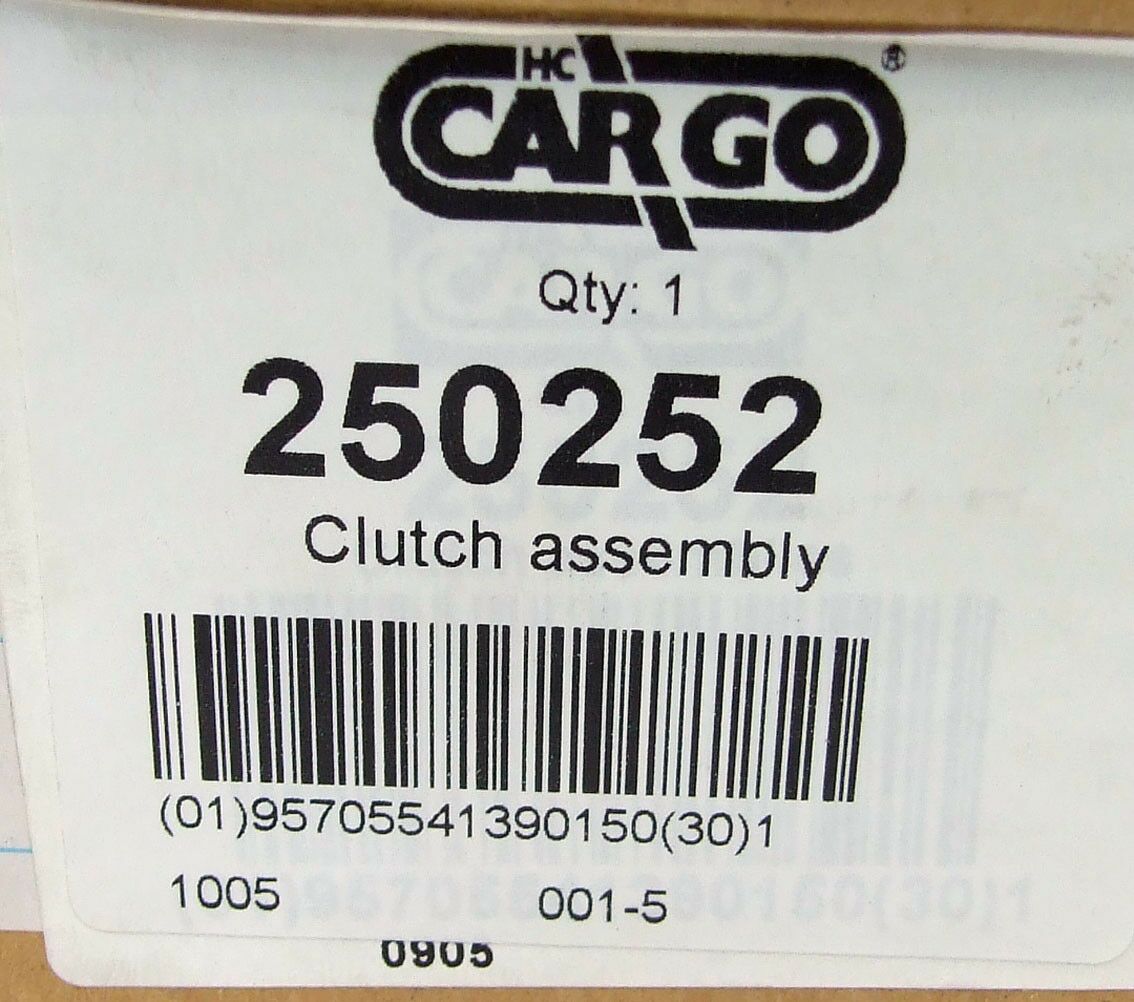 HC
CARGO®
Qty: 1
250252
Clutch assembly
(01)95705541390150(30)1
1005 001-5
0905